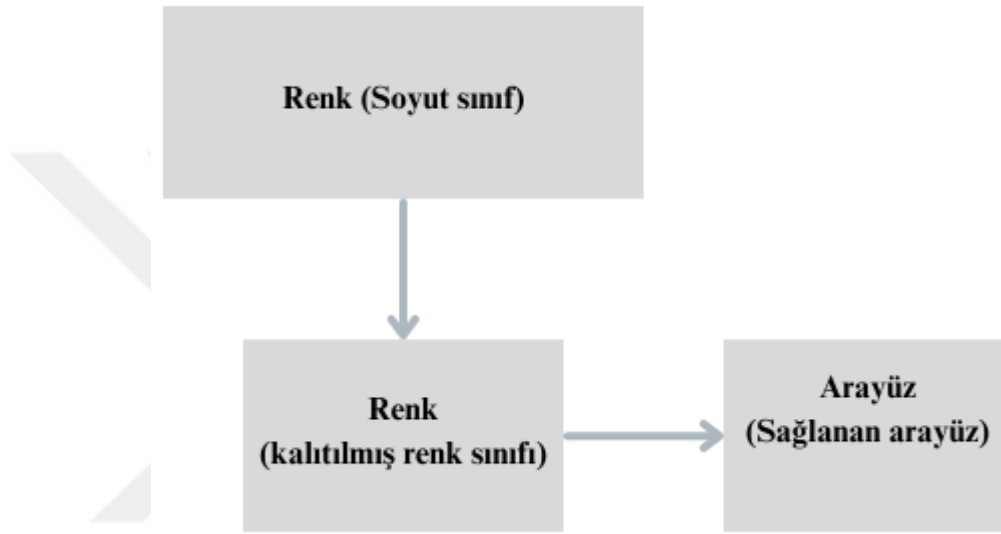 Renk (Soyut sınıf)
Renk
(kalıtılmış renk sınıfı)
Arayüz
(Sağlanan arayüz)